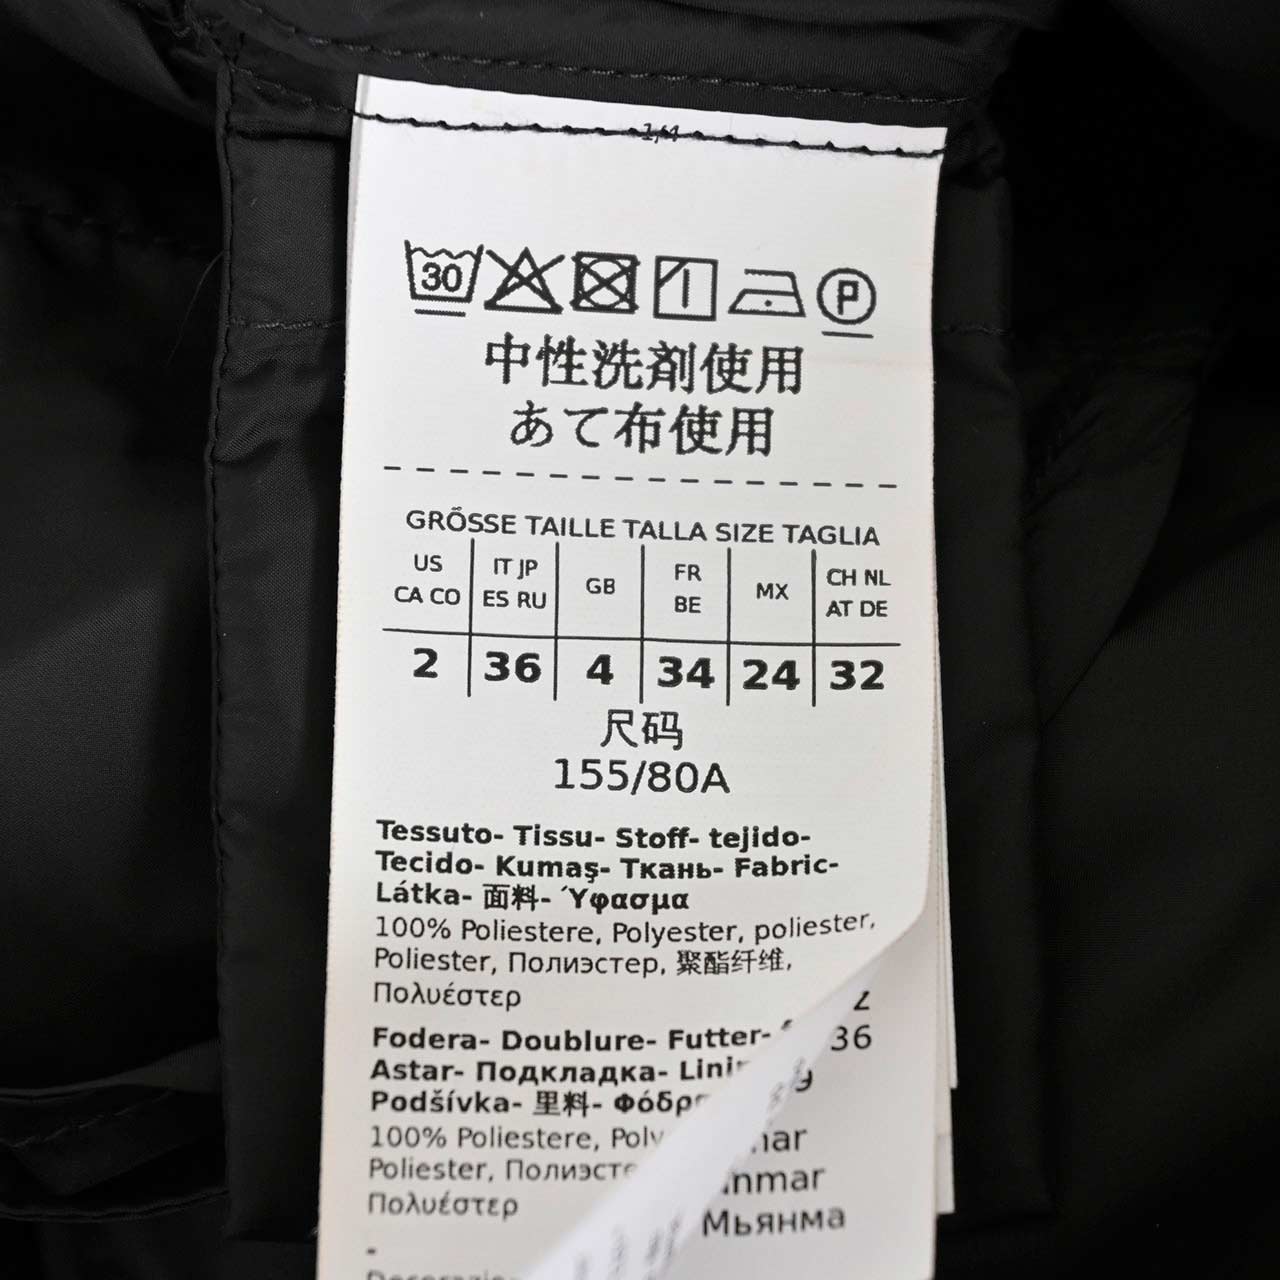 1/4
30
P
中性洗剤使用
あて布使用
GRÖSSE TAILLE TALLA SIZE TAGLIA
US CA CO IT JP ES RU GB FR BE MX CH NL AT DE
2 36 4 34 24 32
尺码
155/80A
Tessuto- Tissu- Stoff- tejido-
Tecido- Kumaş- Ткань- Fabric-
Látka- 面料- Ύφασμα
100% Poliestere, Polyester, poliester,
Poliester, Полиэстер, 聚酯纤维,
Πολυέστερ
Fodera- Doublure- Futter-
Astar- Подкладка-
Podšívka- 里料-
100% Poliestere,
Poliester,
Πολυέστερ
-
2
36
Мьянма